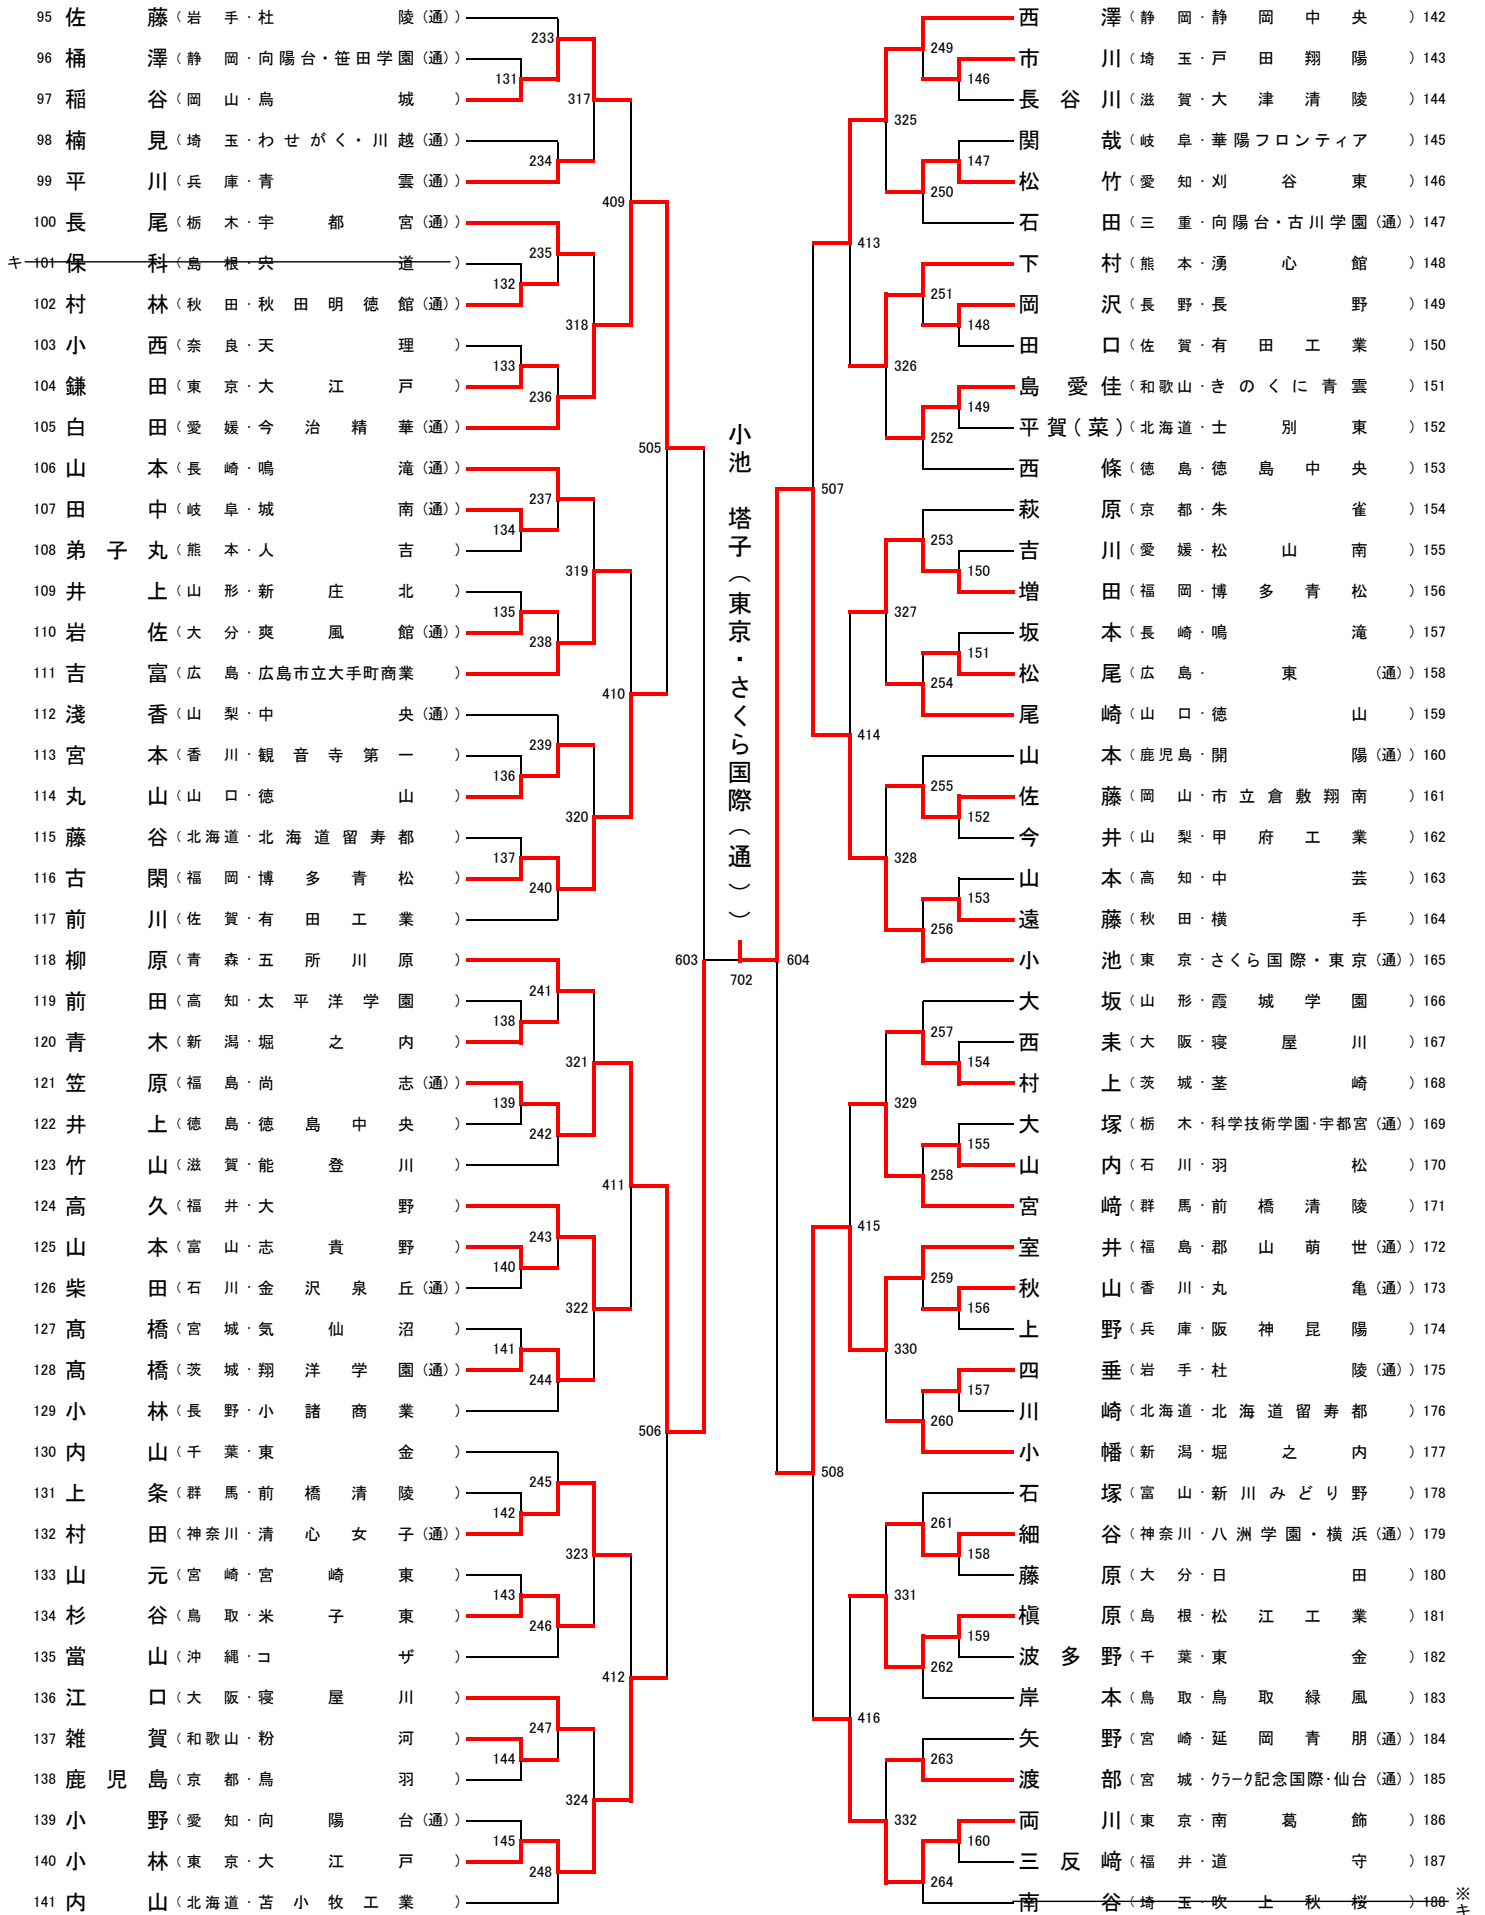 95 佐藤（岩手・杜陵（通））
96 桶澤（静岡・向陽台・笹田学園（通））
97 稲谷（岡山・烏城）
98 楠見（埼玉・わせがく・川越（通））
99 平川（兵庫・青雲（通））
100 長尾（栃木・宇都宮（通））
キ 101 保科（島根・宍道）
102 村林（秋田・秋田明徳館（通））
103 小西（奈良・天理）
104 鎌田（東京・大江戸）
105 白田（愛媛・今治精華（通））
106 山本（長崎・鳴滝（通））
107 田中（岐阜・城南（通））
108 弟子丸（熊本・人吉）
109 井上（山形・新庄北）
110 岩佐（大分・爽風館（通））
111 吉富（広島・広島市立大手町商業）
112 淺香（山梨・中央（通））
113 宮本（香川・観音寺第一）
114 丸山（山口・徳山）
115 藤谷（北海道・北海道留寿都）
116 古閑（福岡・博多青松）
117 前川（佐賀・有田工業）
118 柳原（青森・五所川原）
119 前田（高知・太平洋学園）
120 青木（新潟・堀之内）
121 笠原（福島・尚志（通））
122 井上（徳島・徳島中央）
123 竹山（滋賀・能登川）
124 高久（福井・大野）
125 山本（富山・志貴野）
126 柴田（石川・金沢泉丘（通））
127 髙橋（宮城・気仙沼）
128 髙橋（茨城・翔洋学園（通））
129 小林（長野・小諸商業）
130 内山（千葉・東金）
131 上条（群馬・前橋清陵）
132 村田（神奈川・清心女子（通））
133 山元（宮崎・宮崎東）
134 杉谷（鳥取・米子東）
135 當山（沖縄・コザ）
136 江口（大阪・寝屋川）
137 雑賀（和歌山・粉河）
138 鹿児島（京都・鳥羽）
139 小野（愛知・向陽台（通））
140 小林（東京・大江戸）
141 内山（北海道・苫小牧工業）
131
132
133
134
135
136
137
138
139
140
141
142
143
144
145
233
234
235
236
237
238
239
240
241
242
243
244
245
246
247
248
317
318
319
320
321
322
323
324
409
410
411
412
505
506
603
小池 塔子（東京・さくら国際（通））
702
604
507
508
413
414
415
416
325
326
327
328
329
330
331
332
249
250
251
252
253
254
255
256
257
258
259
260
261
262
263
264
146
147
148
149
150
151
152
153
154
155
156
157
158
159
160
西澤（静岡・静岡中央）142
市川（埼玉・戸田翔陽）143
長谷川（滋賀・大津清陵）144
関哉（岐阜・華陽フロンティア）145
松竹（愛知・刈谷東）146
石田（三重・向陽台・古川学園（通））147
下村（熊本・湧心館）148
岡沢（長野・長野）149
田口（佐賀・有田工業）150
島愛佳（和歌山・きのくに青雲）151
平賀（菜）（北海道・士別東）152
西條（徳島・徳島中央）153
萩原（京都・朱雀）154
吉川（愛媛・松山南）155
増田（福岡・博多青松）156
坂本（長崎・鳴滝）157
松尾（広島・東（通））158
尾崎（山口・徳山）159
山本（鹿児島・開陽（通））160
佐藤（岡山・市立倉敷翔南）161
今井（山梨・甲府工業）162
山本（高知・中芸）163
遠藤（秋田・横手）164
小池（東京・さくら国際・東京（通））165
大坂（山形・霞城学園）166
西耒（大阪・寝屋川）167
村上（茨城・茎崎）168
大塚（栃木・科学技術学園・宇都宮（通））169
山内（石川・羽松）170
宮﨑（群馬・前橋清陵）171
室井（福島・郡山萌世（通））172
秋山（香川・丸亀（通））173
上野（兵庫・阪神昆陽）174
四垂（岩手・杜陵（通））175
川崎（北海道・北海道留寿都）176
小幡（新潟・堀之内）177
石塚（富山・新川みどり野）178
細谷（神奈川・八洲学園・横浜（通））179
藤原（大分・日田）180
槇原（島根・松江工業）181
波多野（千葉・東金）182
岸本（鳥取・鳥取緑風）183
矢野（宮崎・延岡青朋（通））184
渡部（宮城・クラーク記念国際・仙台（通））185
両川（東京・南葛飾）186
三反﨑（福井・道守）187
南谷（埼玉・吹上秋桜）188 ※キ